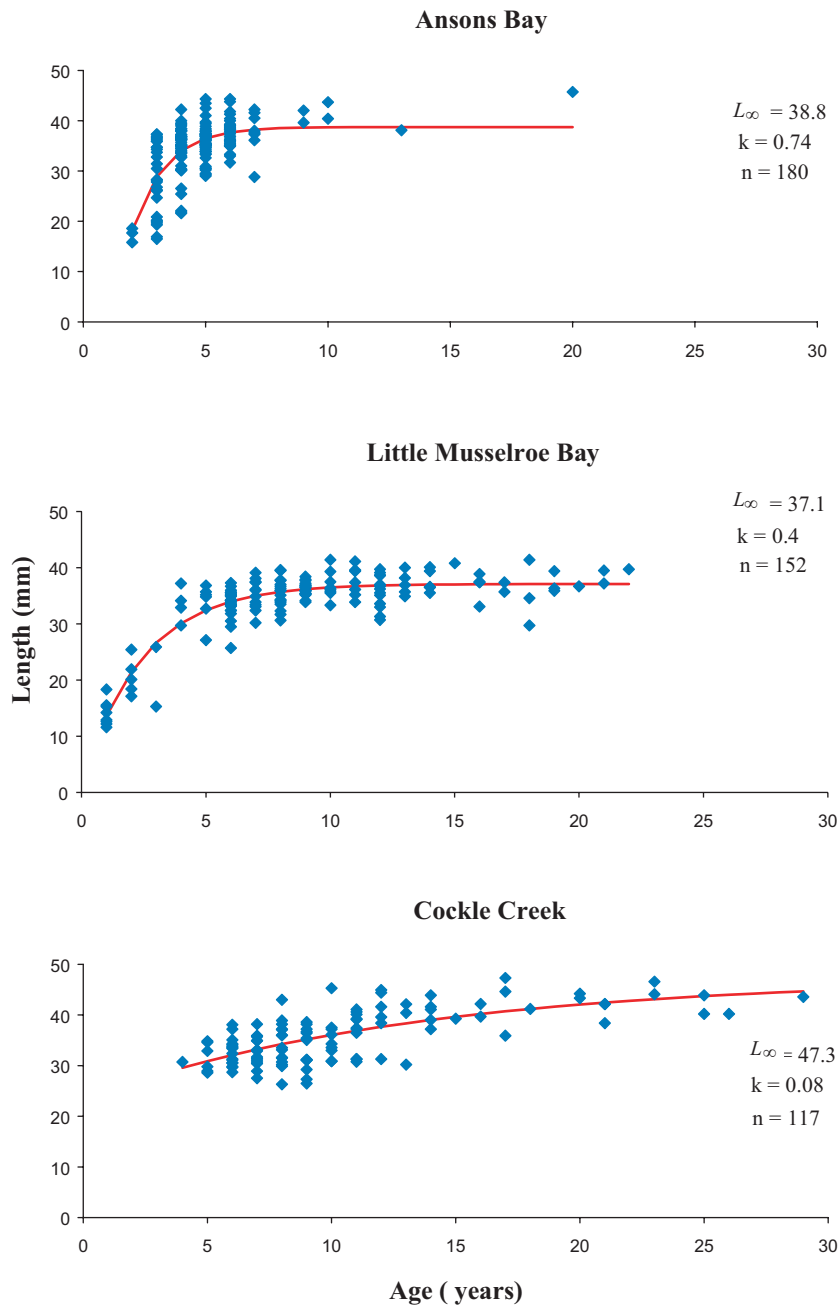 Ansons Bay
50
40
30
20
10
0
0 5 10 15 20 25 30
L∞ = 38.8
k = 0.74
n = 180
Little Musselroe Bay
Length (mm)
50
40
30
20
10
0
0 5 10 15 20 25 30
L∞ = 37.1
k = 0.4
n = 152
Cockle Creek
50
40
30
20
10
0
0 5 10 15 20 25 30
L∞ = 47.3
k = 0.08
n = 117
Age ( years)